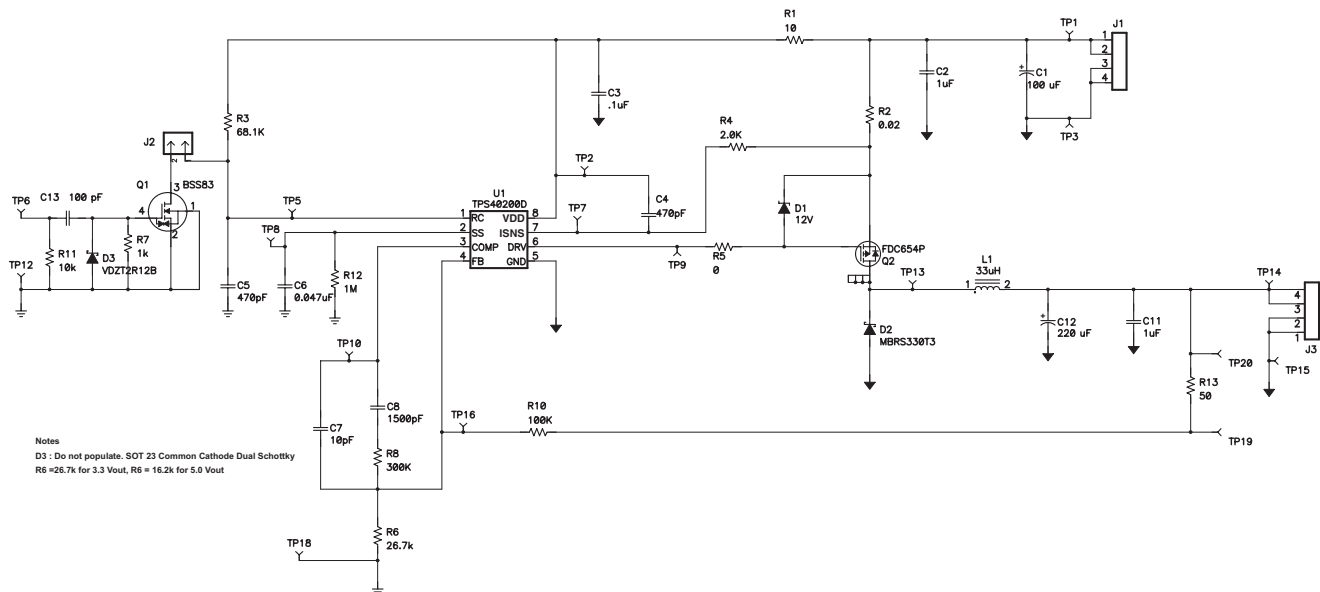 R1
10
TP1
J1
1
2
3
4
C3
.1uF
C2
1uF
C1
100 uF
R2
0.02
TP3
R3
68.1K
R4
2.0K
J2
2
Q1
3
BSS83
4
1
2
TP6
C13
100 pF
R11
10k
D3
VDZT2R12B
R7
1k
TP12
TP5
TP8
C5
470pF
C6
0.047uF
R12
1M
U1
TPS40200D
1
RC
VDD
8
2
SS
ISNS
7
3
COMP
DRV
6
4
FB
GND
5
TP2
TP7
C4
470pF
D1
12V
TP9
R5
0
FDC654P
Q2
TP13
L1
33uH
1
2
TP14
D2
MBRS330T3
C12
220 uF
C11
1uF
4
3
2
1
J3
TP20
TP15
R13
50
TP19
TP10
C7
10pF
C8
1500pF
R8
300K
TP16
R10
100K
R6
26.7k
TP18
Notes
D3 : Do not populate. SOT 23 Common Cathode Dual Schottky
R6 =26.7k for 3.3 Vout, R6 = 16.2k for 5.0 Vout